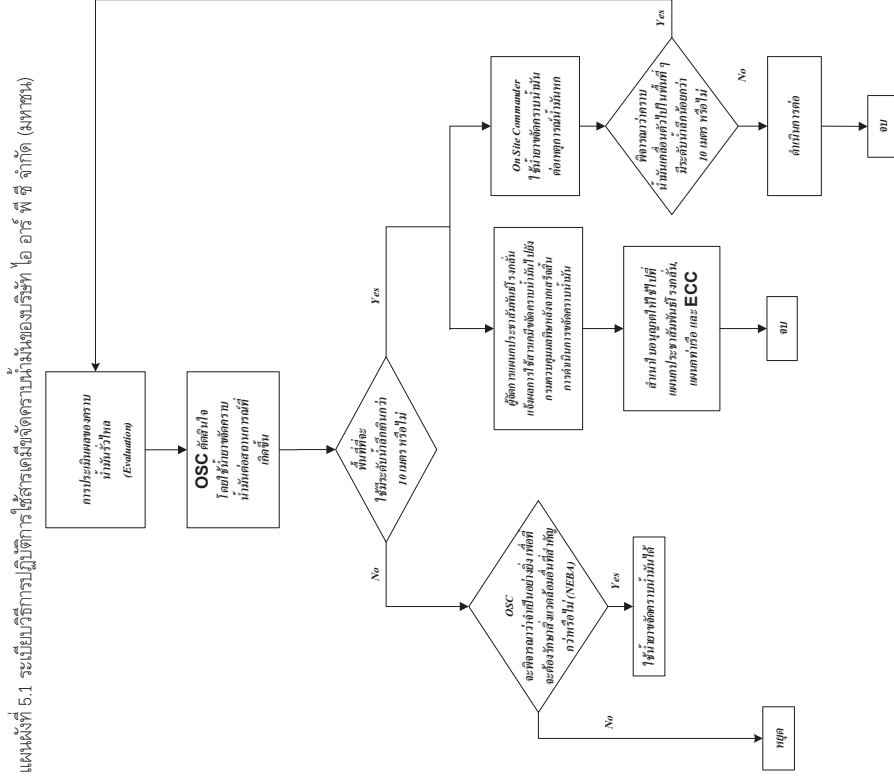 แผนผังที่ 5.1 ระเบียบวิธีการปฏิบัติการใช้สารเคมีขจัดคราบน้ำมันของบริษัท ไอ อาร์ พี ซี จำกัด (มหาชน)
การประเมินผลของคราบ
น้ำมันรั่วไหล
(Evaluation)
OSC ตัดสินใจ
โดยใช้น้ำยาขจัดคราบ
น้ำมันต่อสถานการณ์ที่
เกิดขึ้น
พื้นที่ที่จะ
ใช้มีระดับน้ำลึกเกินกว่า
10 เมตร หรือไม่
No
Yes
OSC
จะพิจารณาว่าจำเป็นอย่างยิ่ง เพื่อที่
จะต้องรักษาสิ่งแวดล้อมอื่นที่สำคัญ
กว่าหรือไม่ (NEBA)
No
Yes
หยุด
ใช้น้ำยาขจัดคราบน้ำมันได้
ผู้จัดการแผนกประชาสัมพันธ์โรงกลั่น
แจ้งผลการใช้สารเคมีขจัดคราบน้ำมันไปยัง
กรมควบคุมมลพิษหลังจากเสร็จสิ้น
การดำเนินการขจัดคราบน้ำมัน
สำเนาใบอนุญาตให้ใช้ไปที่
แผนกประชาสัมพันธ์โรงกลั่น,
แผนกท่าเรือ และ ECC
จบ
On Site Commander
ใช้น้ำยาขจัดคราบน้ำมัน
ต่อเหตุการณ์น้ำมันหก
พิจารณาว่าคราบ
น้ำมันเคลื่อนตัวไปในพื้นที่ ๆ
มีระดับน้ำลึกน้อยกว่า
10 เมตร หรือไม่
Yes
No
ดำเนินการต่อ
จบ